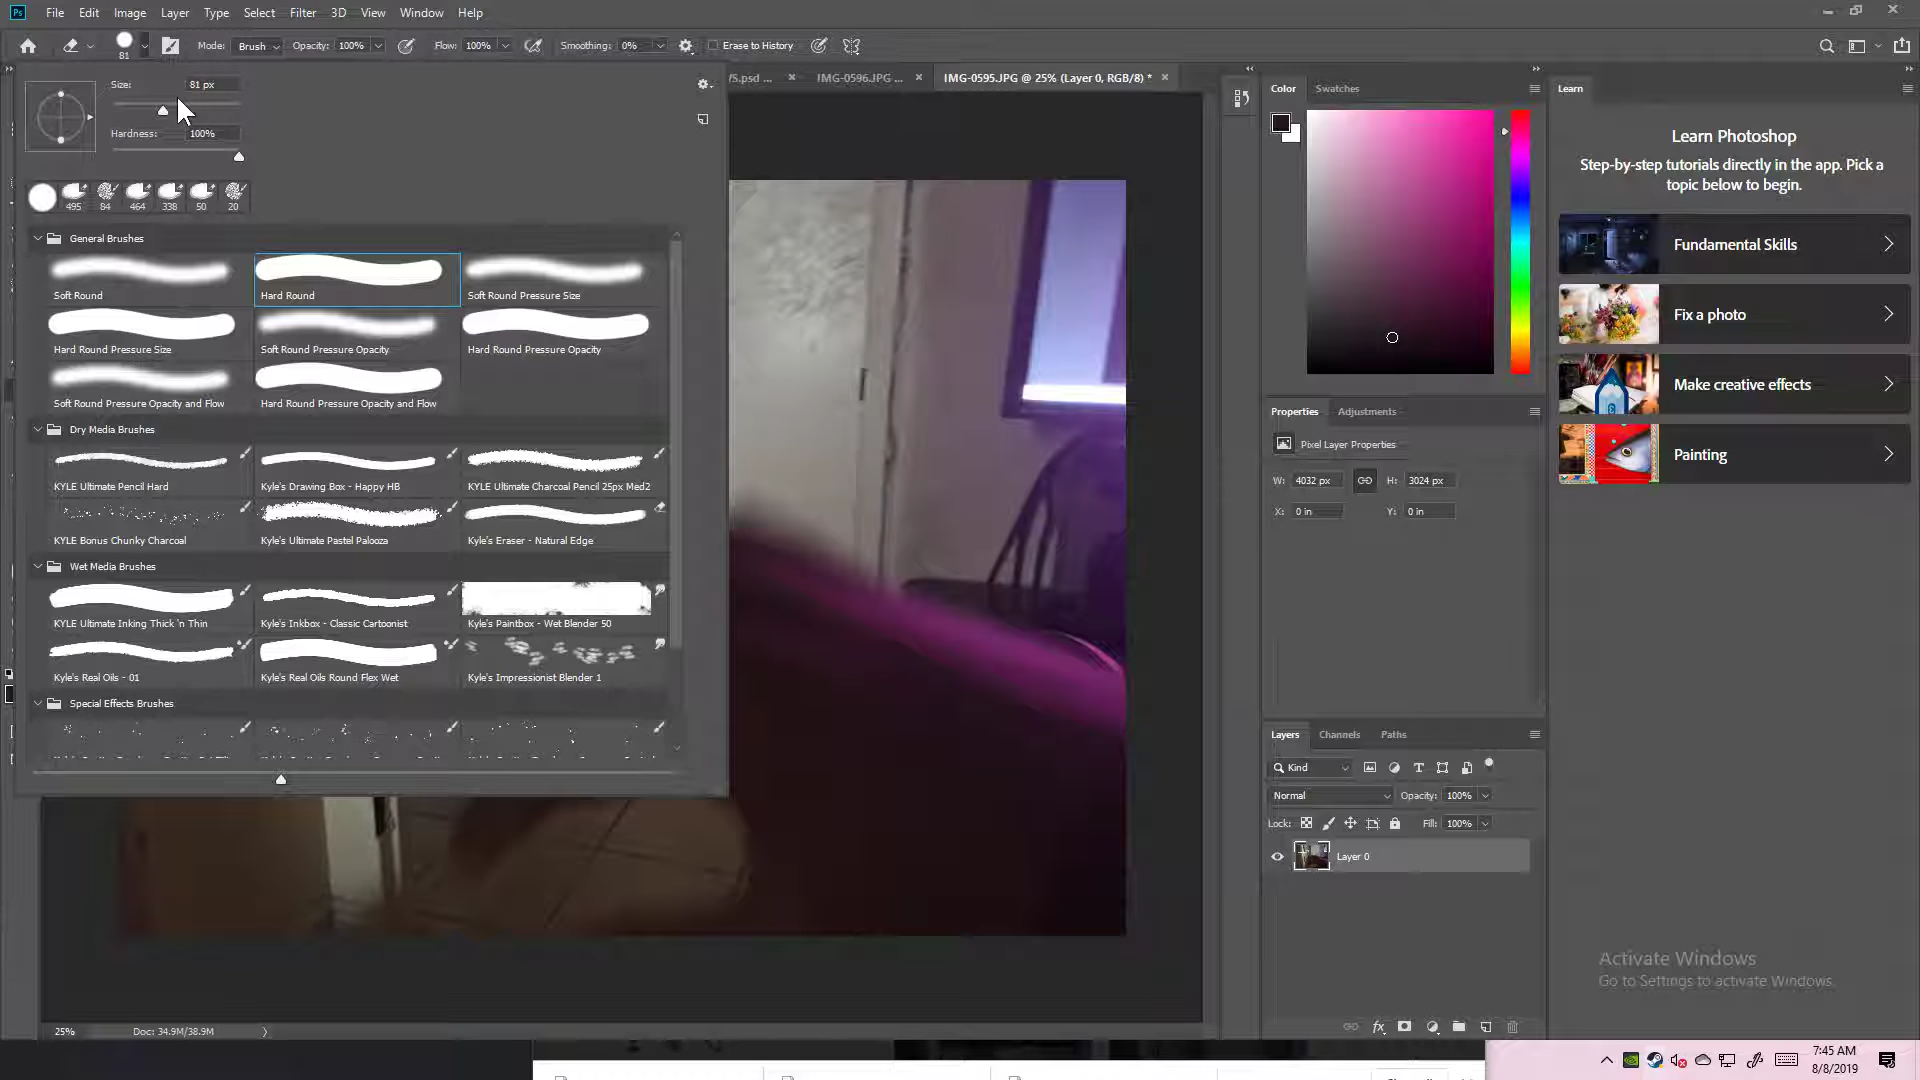 Ps File Edit Image Layer Type Select Filter 3D View Window Help
81 Mode: Brush Opacity: 100% Flow: 100% Smoothing: 0% Erase to History
Size: 81 px
Hardness: 100%
495 84 464 338 50 20
General Brushes
Soft Round Hard Round Soft Round Pressure Size
Hard Round Pressure Size Soft Round Pressure Opacity Hard Round Pressure Opacity
Soft Round Pressure Opacity and Flow Hard Round Pressure Opacity and Flow
Dry Media Brushes
KYLE Ultimate Pencil Hard Kyle's Drawing Box - Happy HB KYLE Ultimate Charcoal Pencil 25px Med2
KYLE Bonus Chunky Charcoal Kyle's Ultimate Pastel Palooza Kyle's Eraser - Natural Edge
Wet Media Brushes
KYLE Ultimate Inking Thick 'n Thin Kyle's Inkbox - Classic Cartoonist Kyle's Paintbox - Wet Blender 50
Kyle's Real Oils - 01 Kyle's Real Oils Round Flex Wet Kyle's Impressionist Blender 1
Special Effects Brushes
.psd ... IMG-0596.JPG ... IMG-0595.JPG @ 25% (Layer 0, RGB/8) *
25% Doc: 34.9M/38.9M
Color Swatches
Properties Adjustments
Pixel Layer Properties
W: 4032 px H: 3024 px
X: 0 in Y: 0 in
Layers Channels Paths
Kind
Normal Opacity: 100%
Lock: Fill: 100%
Layer 0
Learn
Learn Photoshop
Step-by-step tutorials directly in the app. Pick a
topic below to begin.
Fundamental Skills
Fix a photo
Make creative effects
Painting
Activate Windows
Go to Settings to activate Windows.
7:45 AM
8/8/2019